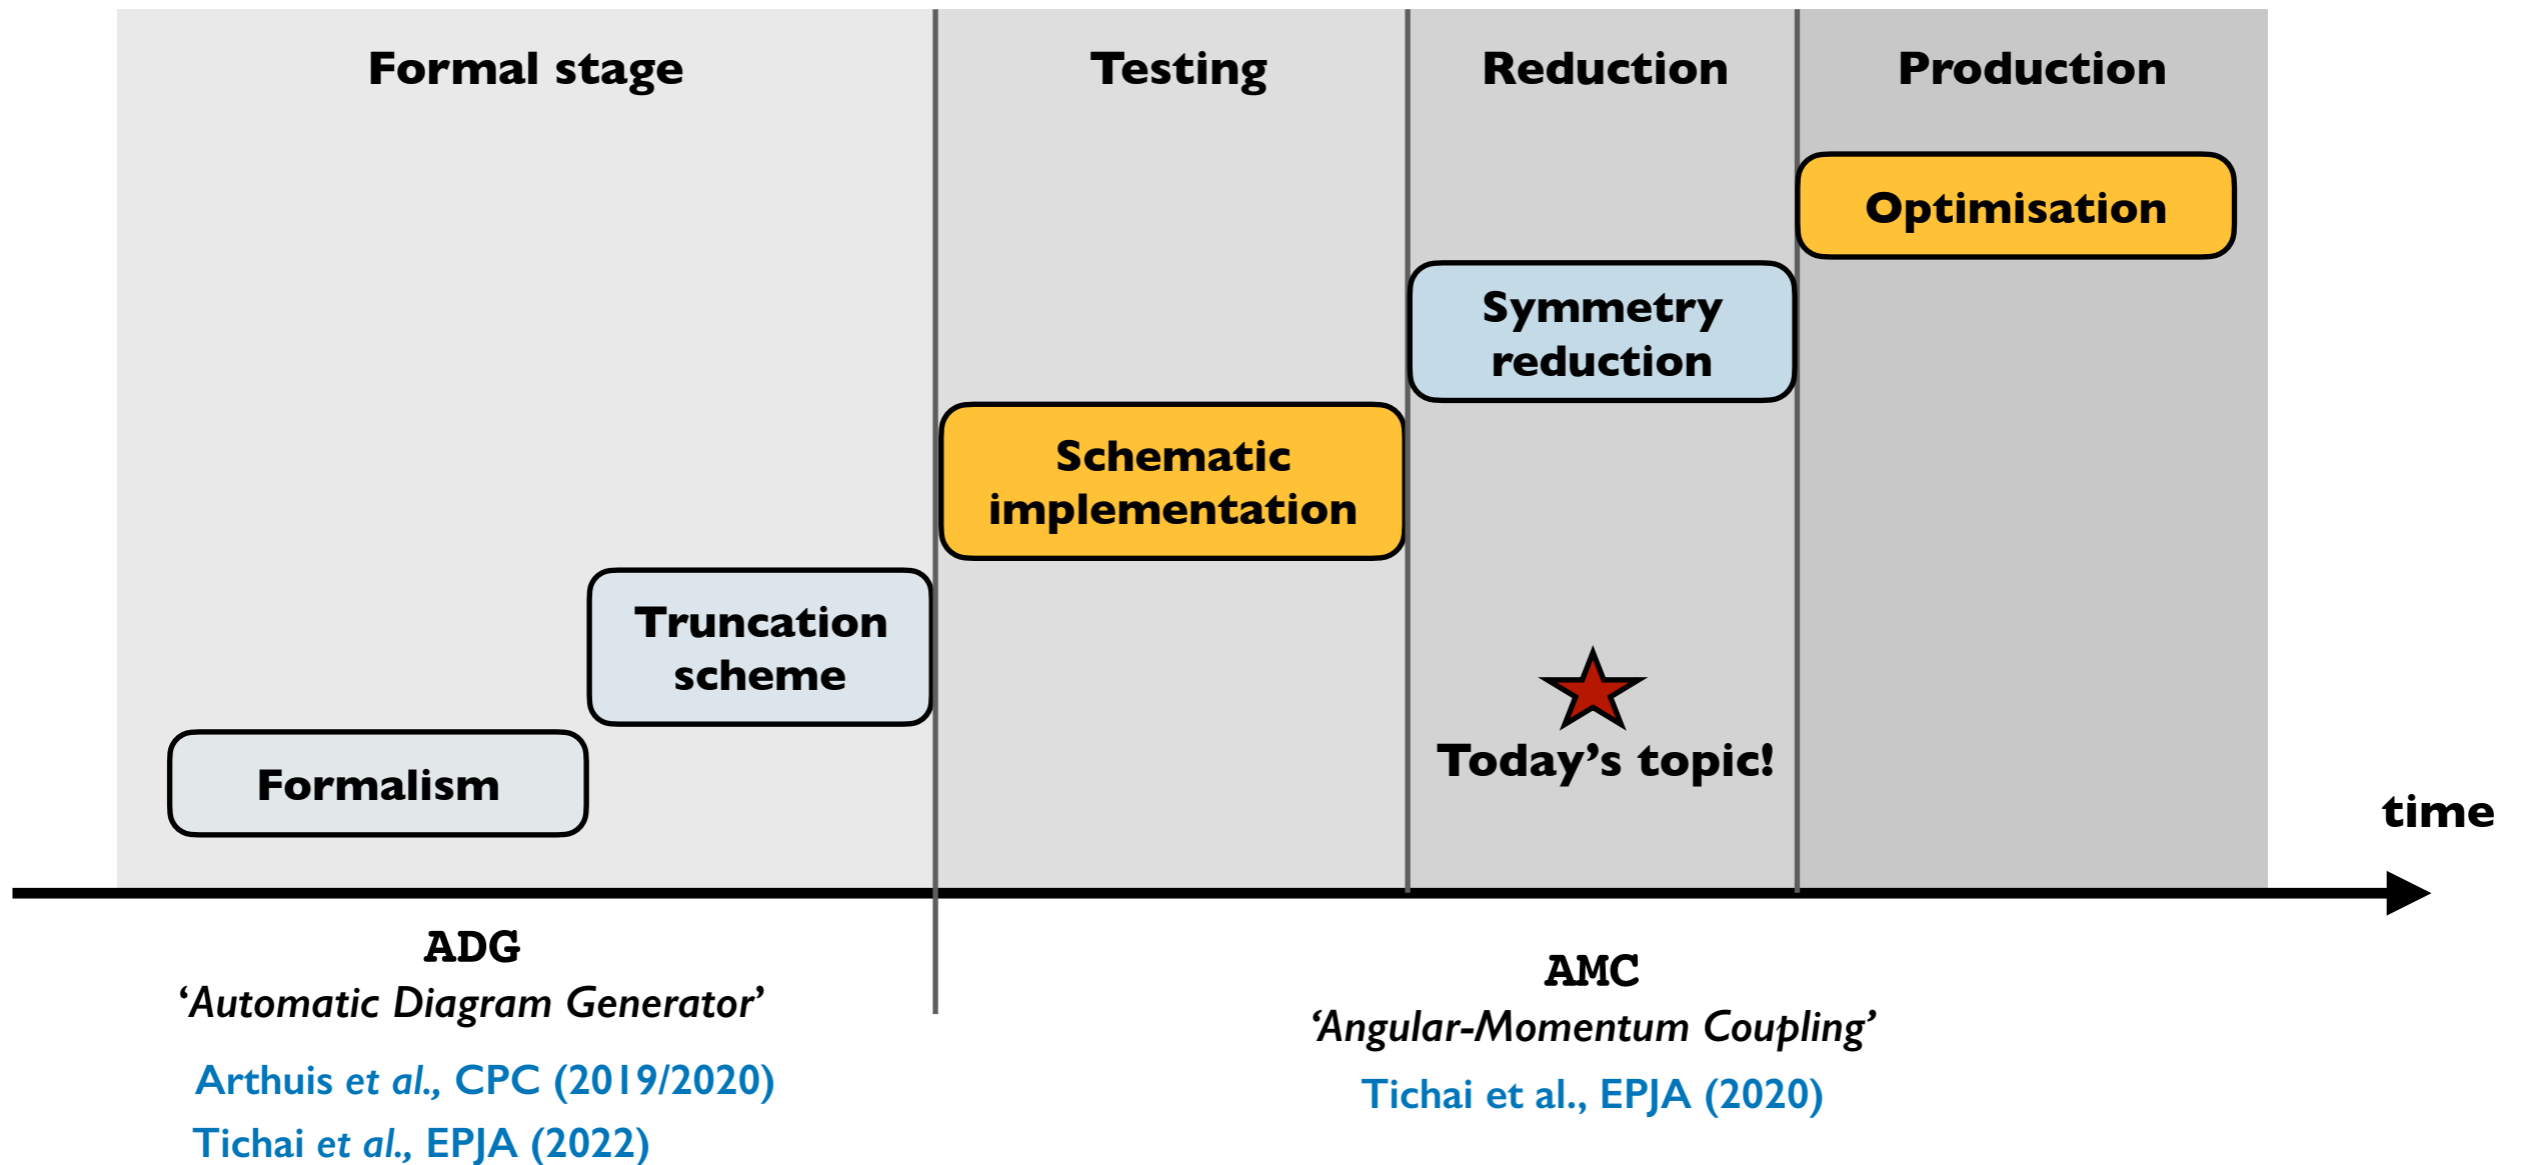 Formal stage
Testing
Reduction
Production
Optimisation
Symmetry
reduction
Schematic
implementation
Truncation
scheme
Formalism
Today’s topic!
time
ADG
‘Automatic Diagram Generator’
Arthuis et al., CPC (2019/2020)
Tichai et al., EPJA (2022)
AMC
‘Angular-Momentum Coupling’
Tichai et al., EPJA (2020)